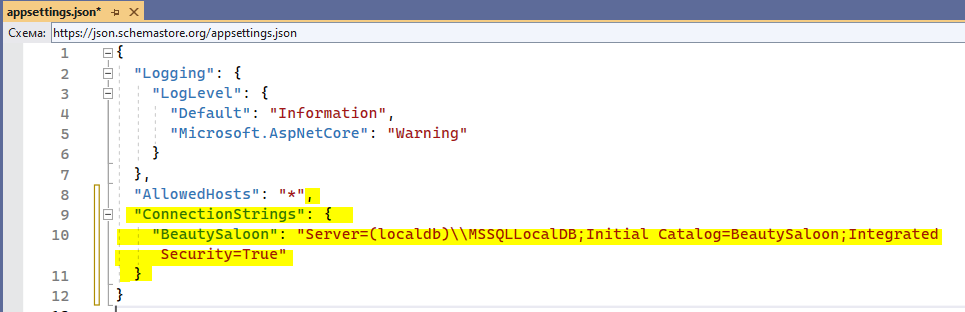 appsettings.json*
Схема: https://json.schemastore.org/appsettings.json
1 {
2 "Logging": {
3 "LogLevel": {
4 "Default": "Information",
5 "Microsoft.AspNetCore": "Warning"
6 }
7 },
8 "AllowedHosts": "*",
9 "ConnectionStrings": {
10 "BeautySaloon": "Server=(localdb)\\MSSQLLocalDB;Initial Catalog=BeautySaloon;Integrated
Security=True"
11 }
12 }